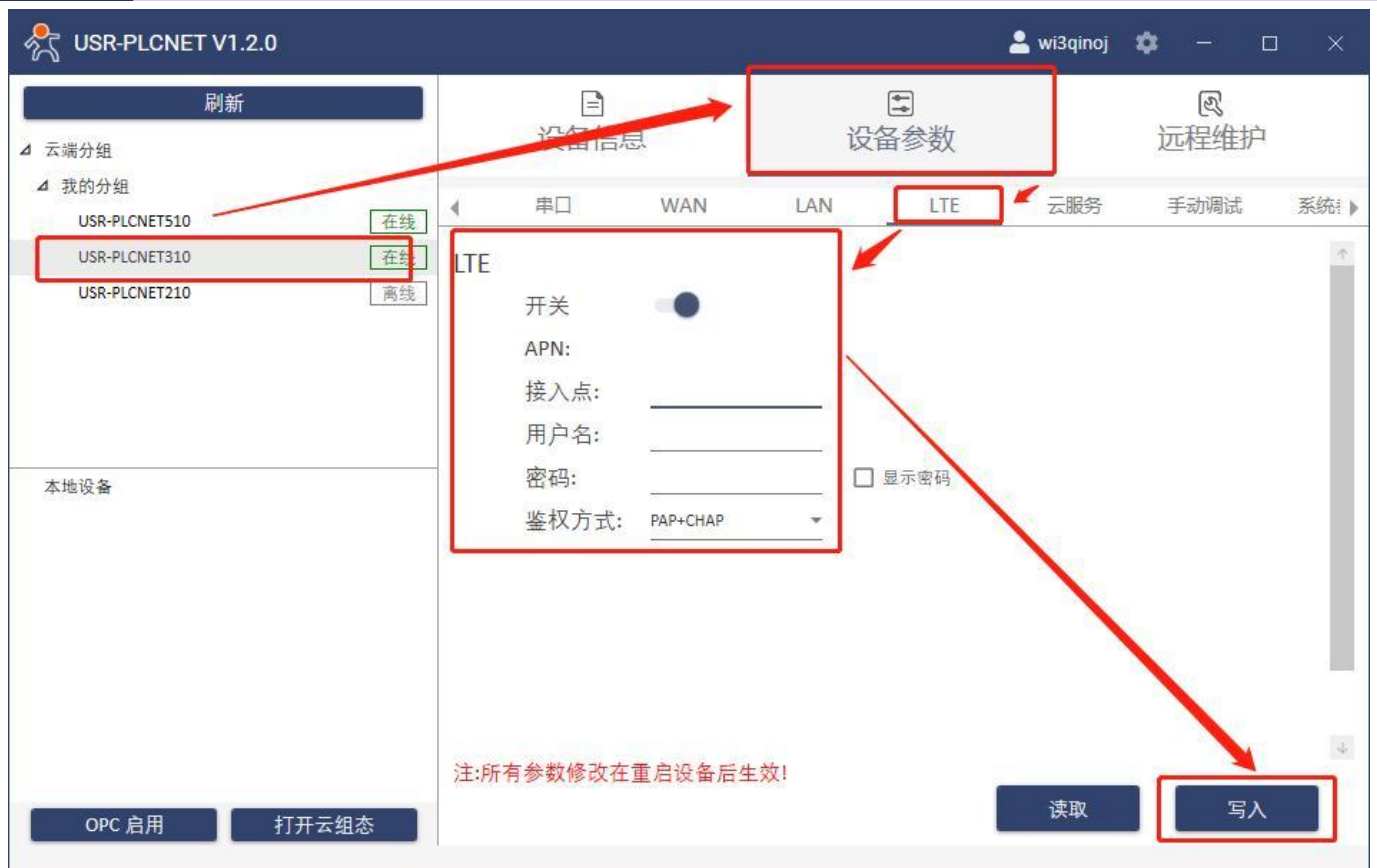 USR-PLCNET V1.2.0
wi3qinoj
刷新
云端分组
我的分组
USR-PLCNET510
在线
USR-PLCNET310
在线
USR-PLCNET210
离线
本地设备
OPC 启用
打开云组态
设备信息
设备参数
远程维护
串口
WAN
LAN
LTE
云服务
手动调试
系统
LTE
开关
APN:
接入点:
用户名:
密码:
显示密码
鉴权方式:
PAP+CHAP
注:所有参数修改在重启设备后生效!
读取
写入